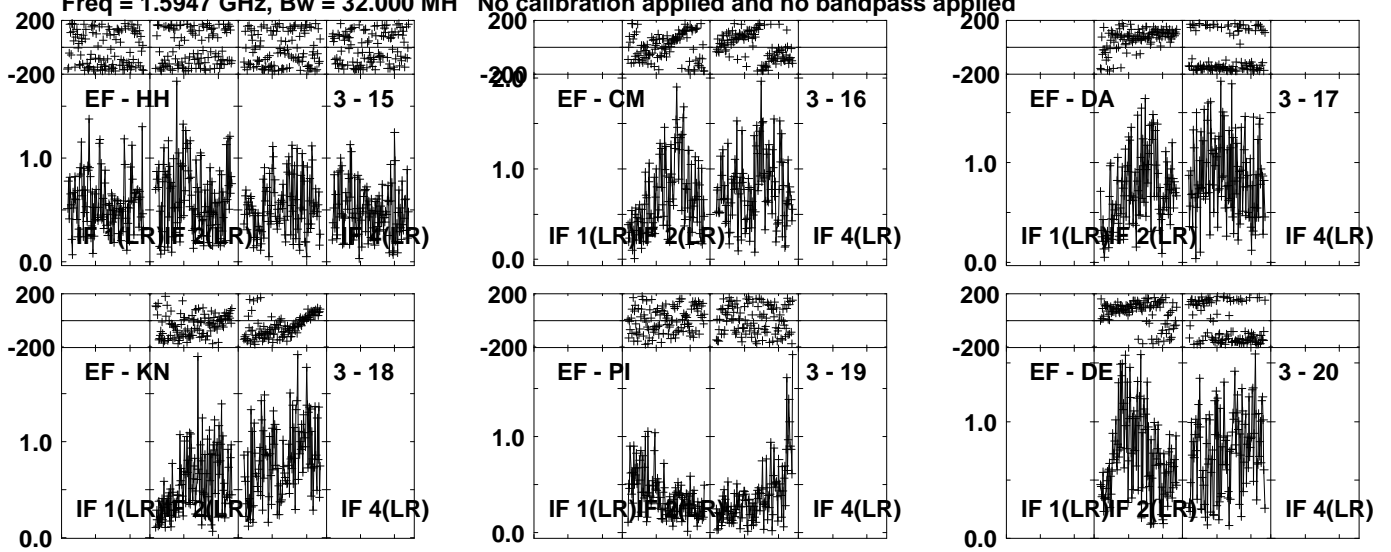 Freq = 1.5947 GHz, Bw = 32.000 MH No calibration applied and no bandpass applied
200
-200
EF - HH 3 - 15
1.0
0.0
IF 1(LR) IF 2(LR) IF 4(LR)
200
-200
2.0
EF - CM 3 - 16
1.0
0.0
IF 1(LR) IF 2(LR) IF 4(LR)
200
-200
EF - DA 3 - 17
1.0
0.0
IF 1(LR) IF 2(LR) IF 4(LR)
200
-200
EF - KN 3 - 18
1.0
0.0
IF 1(LR) IF 2(LR) IF 4(LR)
200
-200
EF - PI 3 - 19
1.0
0.0
IF 1(LR) IF 2(LR) IF 4(LR)
200
-200
EF - DE 3 - 20
1.0
0.0
IF 1(LR) IF 2(LR) IF 4(LR)